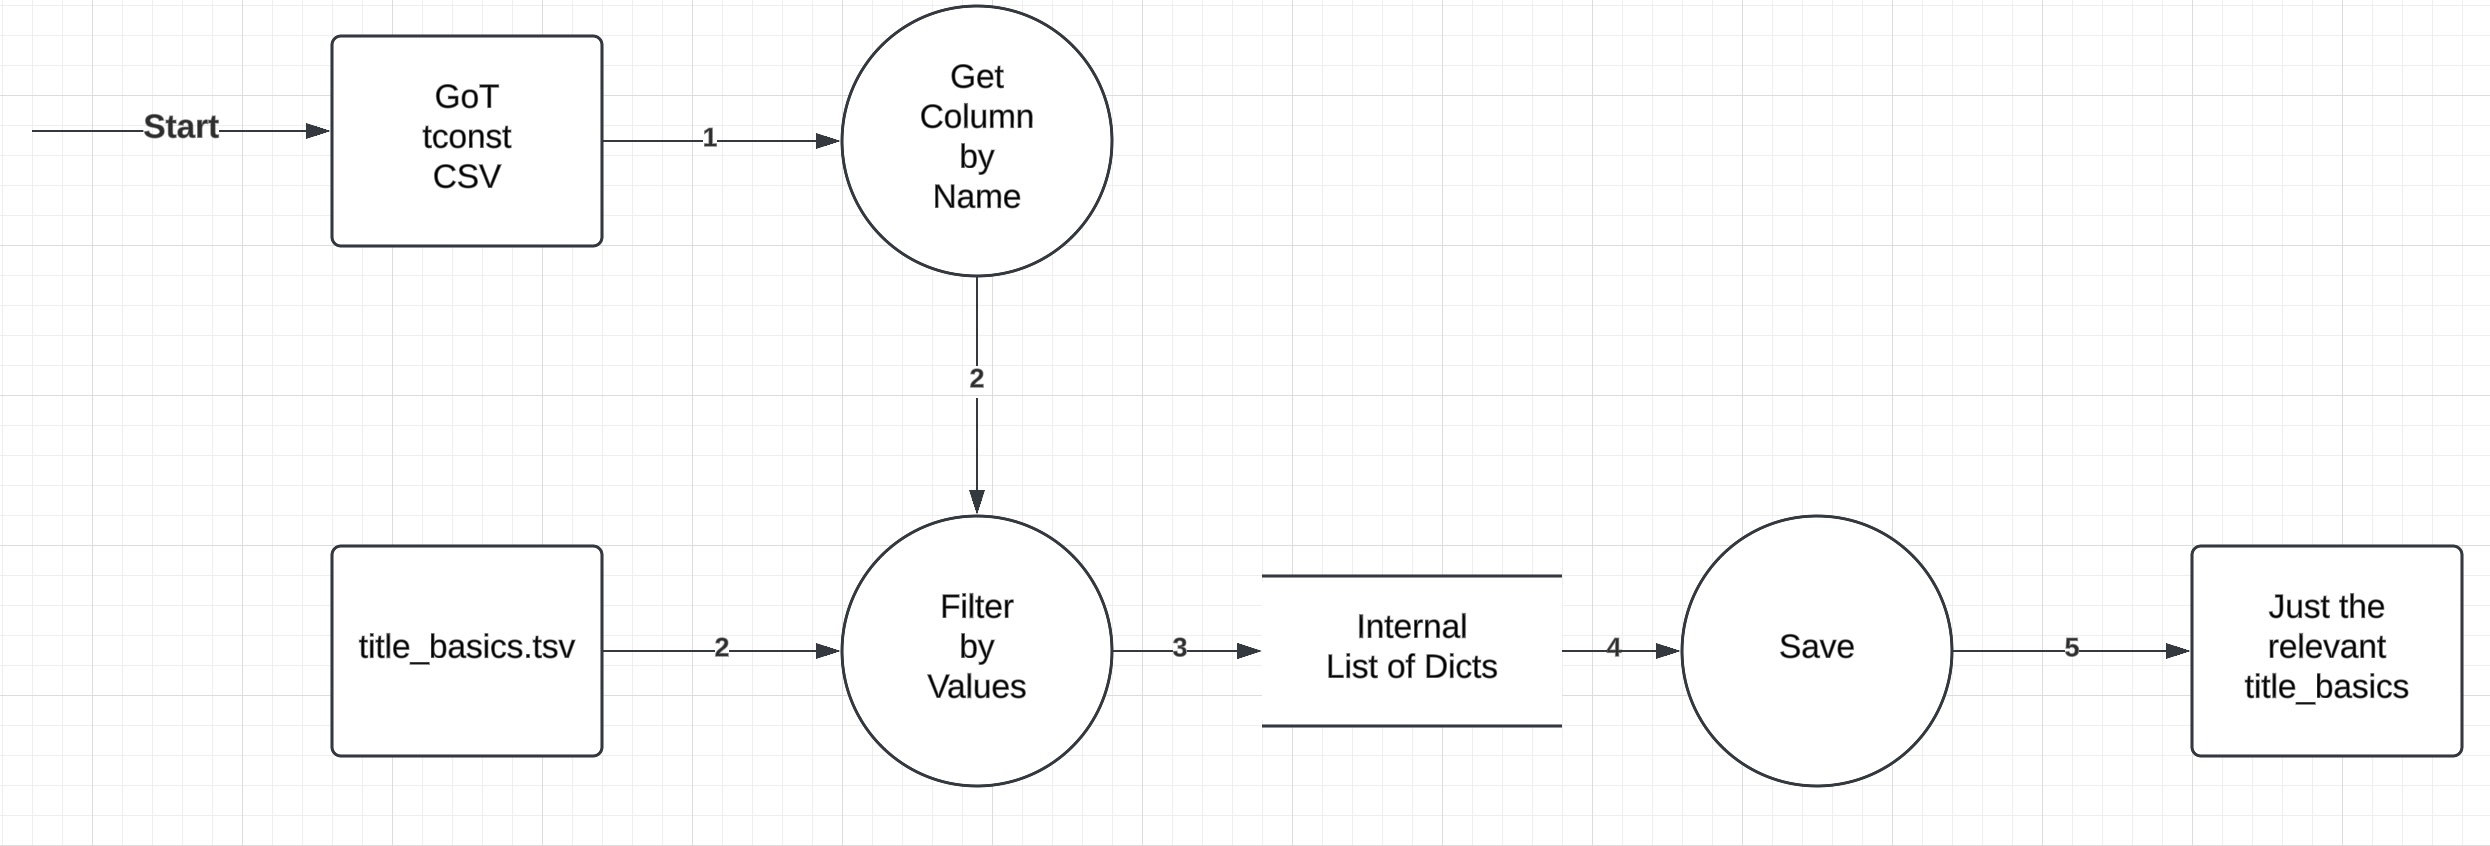 Start
GoT
tconst
CSV
1
Get
Column
by
Name
2
title_basics.tsv
2
Filter
by
Values
3
Internal
List of Dicts
4
Save
5
Just the
relevant
title_basics